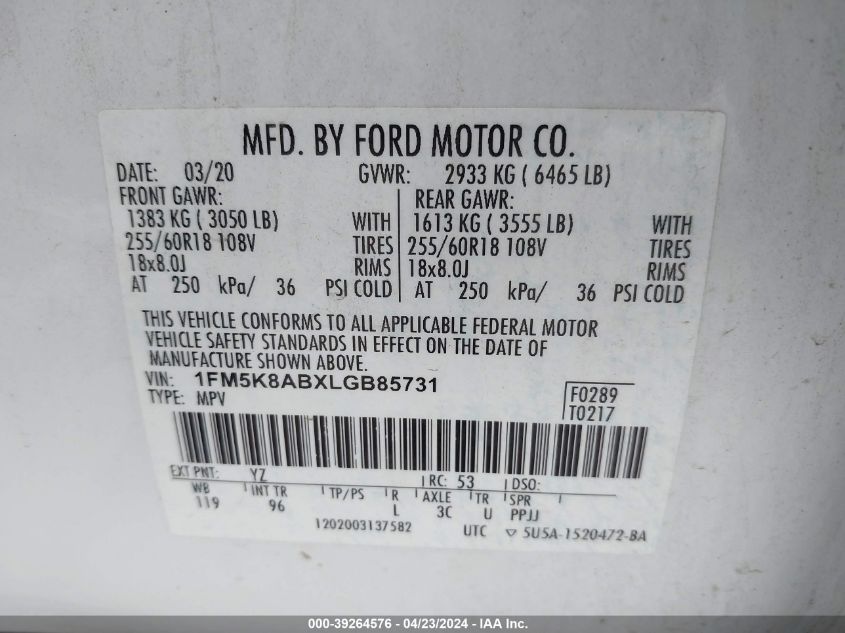 MFD. BY FORD MOTOR CO.
DATE: 03/20 GVWR: 2933 KG ( 6465 LB)
FRONT GAWR: REAR GAWR:
1383 KG ( 3050 LB) WITH 1613 KG ( 3555 LB) WITH
255/60R18 108V TIRES 255/60R18 108V TIRES
18x8.0J RIMS 18x8.0J RIMS
AT 250 kPa/ 36 PSI COLD AT 250 kPa/ 36 PSI COLD
THIS VEHICLE CONFORMS TO ALL APPLICABLE FEDERAL MOTOR
VEHICLE SAFETY STANDARDS IN EFFECT ON THE DATE OF
MANUFACTURE SHOWN ABOVE.
VIN: 1FM5K8ABXLGB85731
TYPE: MPV
F0289
T0217
EXT PNT: YZ RC: 53 DSO:
WB INT TR TP/PS R AXLE TR SPR
119 96 L 3C U PPJJ
1202003137582 UTC ▽ 5U5A-1520472-BA
000-39264576 - 04/23/2024 - IAA Inc.